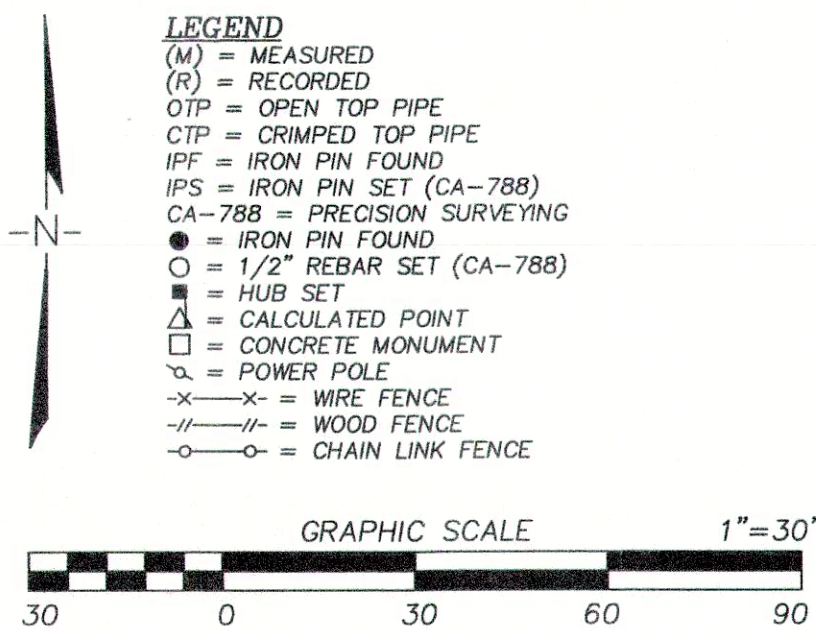 LEGEND
(M) = MEASURED
(R) = RECORDED
OTP = OPEN TOP PIPE
CTP = CRIMPED TOP PIPE
IPF = IRON PIN FOUND
IPS = IRON PIN SET (CA-788)
CA-788 = PRECISION SURVEYING
-N-
● = IRON PIN FOUND
○ = 1/2" REBAR SET (CA-788)
■ = HUB SET
△ = CALCULATED POINT
□ = CONCRETE MONUMENT
= POWER POLE
-x——x- = WIRE FENCE
-//——//- = WOOD FENCE
-o——o- = CHAIN LINK FENCE
GRAPHIC SCALE 1"=30'
30 0 30 60 90